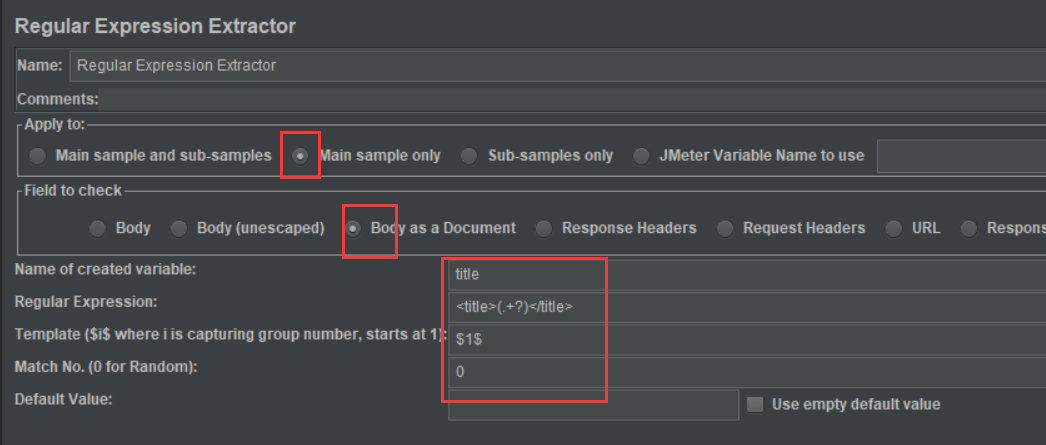 Regular Expression Extractor
Name: Regular Expression Extractor
Comments:
Apply to:
Main sample and sub-samples Main sample only Sub-samples only JMeter Variable Name to use
Field to check
Body Body (unescaped) Body as a Document Response Headers Request Headers URL Respons
Name of created variable: title
Regular Expression: <title>(.+?)</title>
Template ($i$ where i is capturing group number, starts at 1): $1$
Match No. (0 for Random): 0
Default Value: Use empty default value